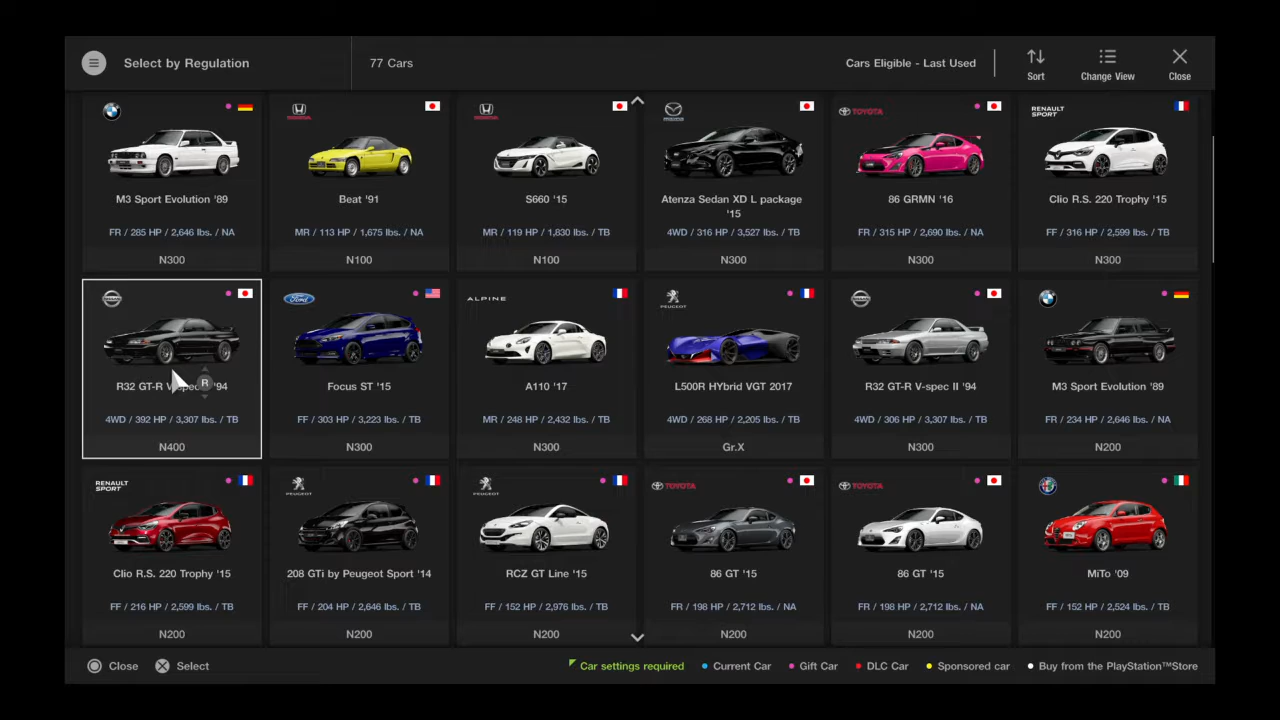 Select by Regulation
77 Cars
Cars Eligible - Last Used
Sort
Change View
Close
HONDA
HONDA
TOYOTA
RENAULT SPORT
M3 Sport Evolution '89
Beat '91
S660 '15
Atenza Sedan XD L package '15
86 GRMN '16
Clio R.S. 220 Trophy '15
FR / 285 HP / 2,646 lbs. / NA
MR / 113 HP / 1,675 lbs. / NA
MR / 119 HP / 1,830 lbs. / TB
4WD / 316 HP / 3,527 lbs. / TB
FR / 315 HP / 2,690 lbs. / NA
FF / 316 HP / 2,599 lbs. / TB
N300
N100
N100
N300
N300
N300
Ford
ALPINE
PEUGEOT
R
R32 GT-R V '94
Focus ST '15
A110 '17
L500R HYbrid VGT 2017
R32 GT-R V-spec II '94
M3 Sport Evolution '89
4WD / 392 HP / 3,307 lbs. / TB
FF / 303 HP / 3,223 lbs. / TB
MR / 248 HP / 2,432 lbs. / TB
4WD / 268 HP / 2,205 lbs. / TB
4WD / 306 HP / 3,307 lbs. / TB
FR / 234 HP / 2,646 lbs. / NA
N400
N300
N300
Gr.X
N300
N200
RENAULT SPORT
PEUGEOT
PEUGEOT
TOYOTA
TOYOTA
Clio R.S. 220 Trophy '15
208 GTi by Peugeot Sport '14
RCZ GT Line '15
86 GT '15
86 GT '15
MiTo '09
FF / 216 HP / 2,599 lbs. / TB
FF / 204 HP / 2,646 lbs. / TB
FF / 152 HP / 2,976 lbs. / TB
FR / 198 HP / 2,712 lbs. / NA
FR / 198 HP / 2,712 lbs. / NA
FF / 152 HP / 2,524 lbs. / TB
N200
N200
N200
N200
N200
N200
Close
Select
Car settings required
Current Car
Gift Car
DLC Car
Sponsored car
Buy from the PlayStation™Store